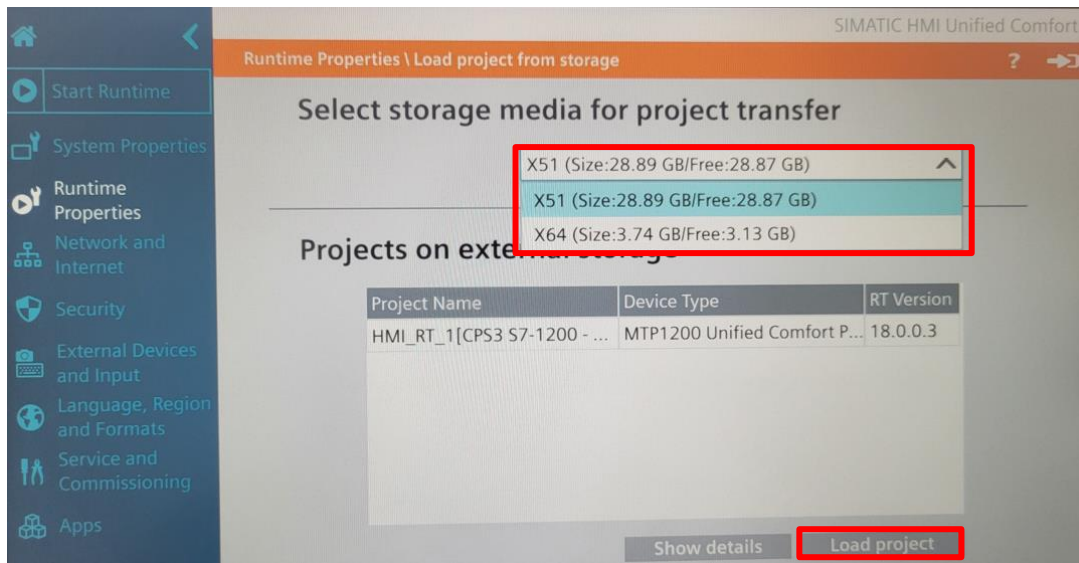 SIMATIC HMI Unified Comfort
Runtime Properties \ Load project from storage
? 
Start Runtime
System Properties
Runtime
Properties
Network and
Internet
Security
External Devices
and Input
Language, Region
and Formats
Service and
Commissioning
Apps
Select storage media for project transfer
X51 (Size:28.89 GB/Free:28.87 GB)
X51 (Size:28.89 GB/Free:28.87 GB)
X64 (Size:3.74 GB/Free:3.13 GB)
Projects on external storage
Project Name Device Type RT Version
HMI_RT_1[CPS3 S7-1200 - ... MTP1200 Unified Comfort P... 18.0.0.3
Show details Load project